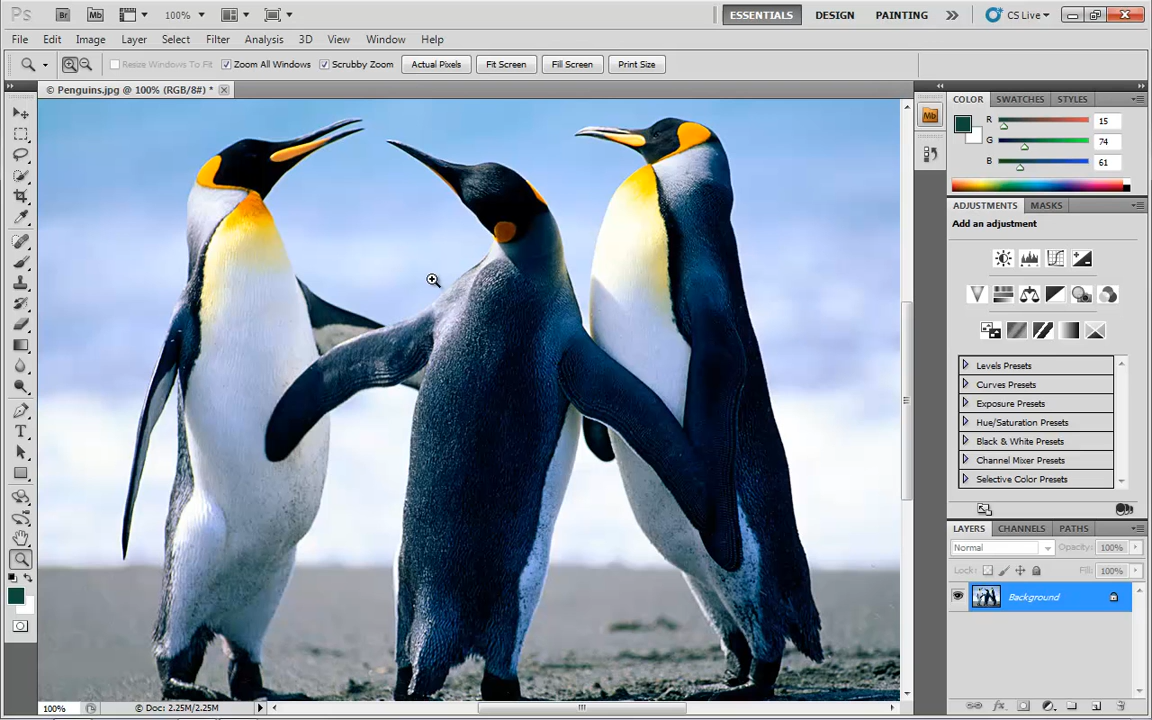 Ps Br Mb 100% ESSENTIALS DESIGN PAINTING CS Live
File Edit Image Layer Select Filter Analysis 3D View Window Help
Resize Windows To Fit Zoom All Windows Scrubby Zoom Actual Pixels Fit Screen Fill Screen Print Size
© Penguins.jpg @ 100% (RGB/8#) *
COLOR SWATCHES STYLES
Mb
R 15
G 74
B 61
ADJUSTMENTS MASKS
Add an adjustment
Levels Presets
Curves Presets
Exposure Presets
Hue/Saturation Presets
Black & White Presets
Channel Mixer Presets
Selective Color Presets
LAYERS CHANNELS PATHS
Normal Opacity: 100%
Lock: Fill: 100%
Background
100% © Doc: 2.25M/2.25M